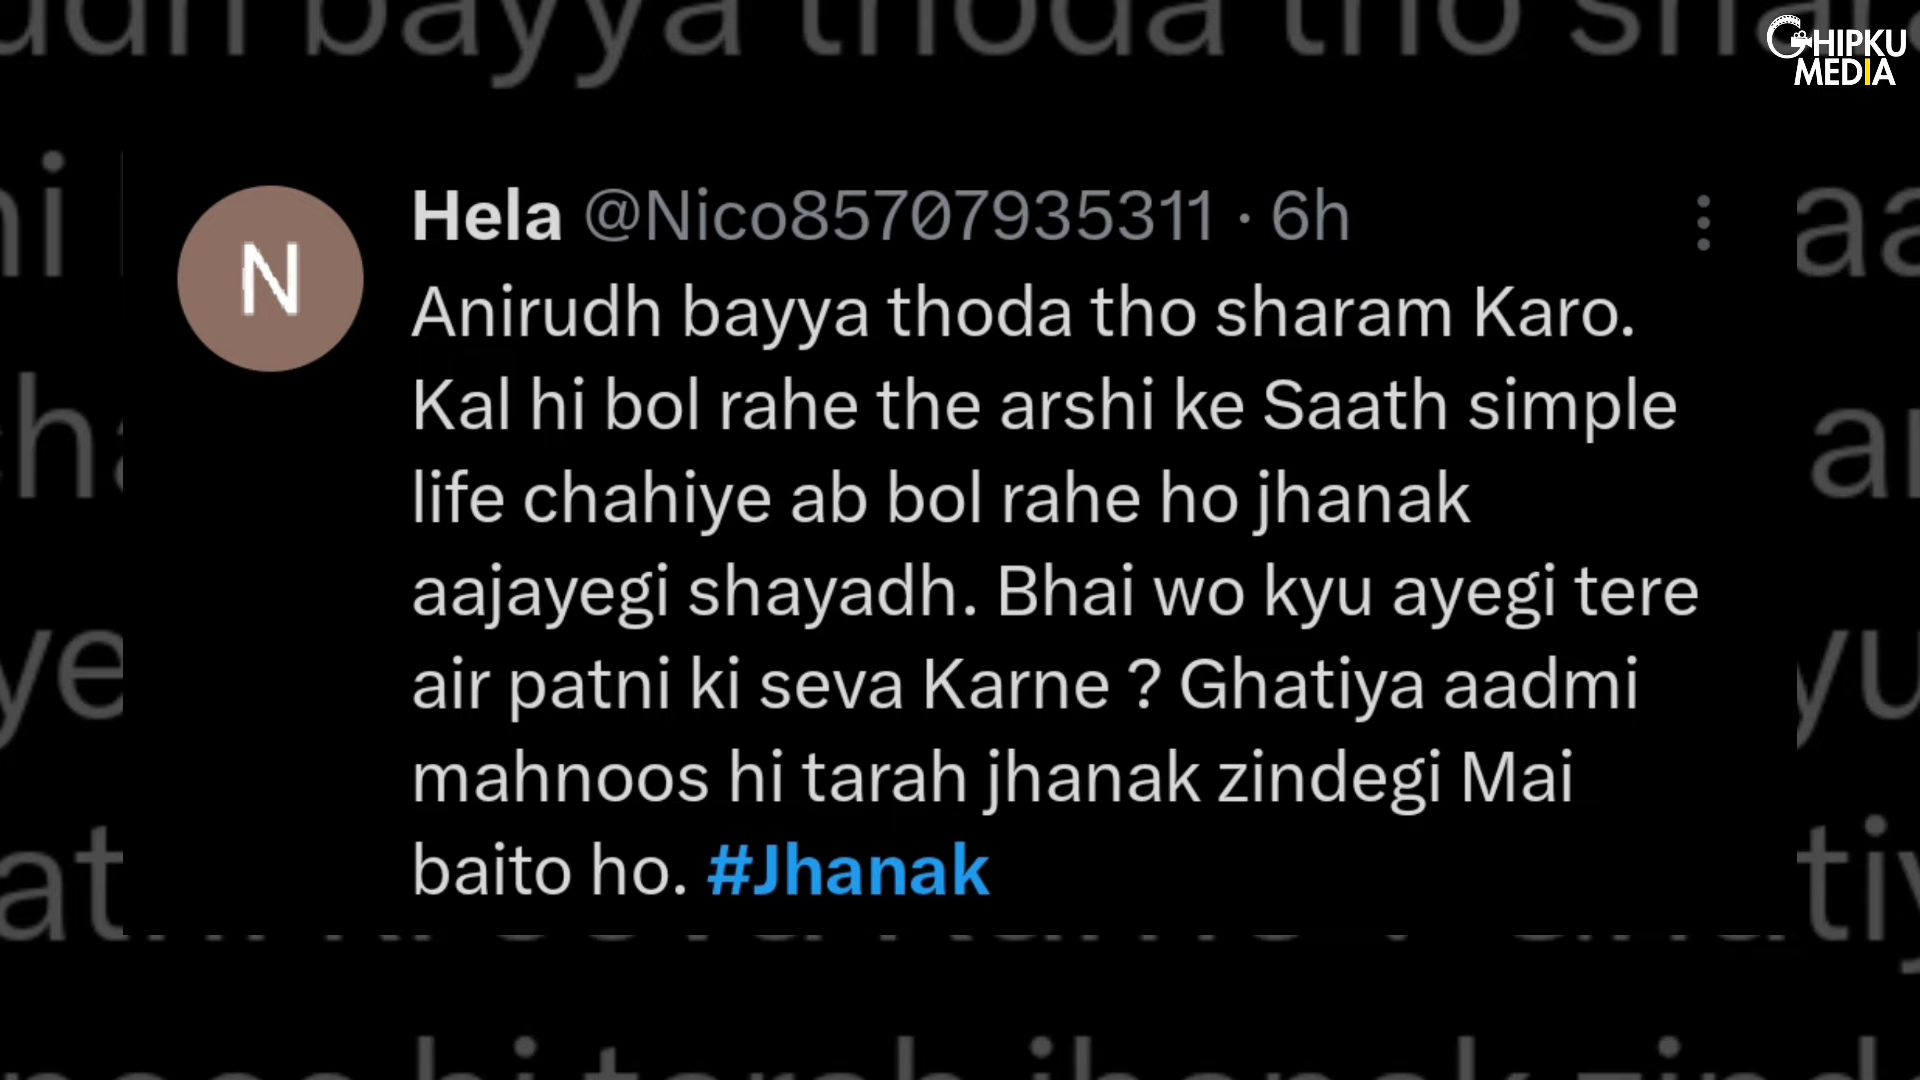 GHIPKU
MEDIA
Hela @Nico85707935311 · 6h
N
Anirudh bayya thoda tho sharam Karo.
Kal hi bol rahe the arshi ke Saath simple
life chahiye ab bol rahe ho jhanak
aajayegi shayadh. Bhai wo kyu ayegi tere
air patni ki seva Karne ? Ghatiya aadmi
mahnoos hi tarah jhanak zindegi Mai
baito ho. #Jhanak